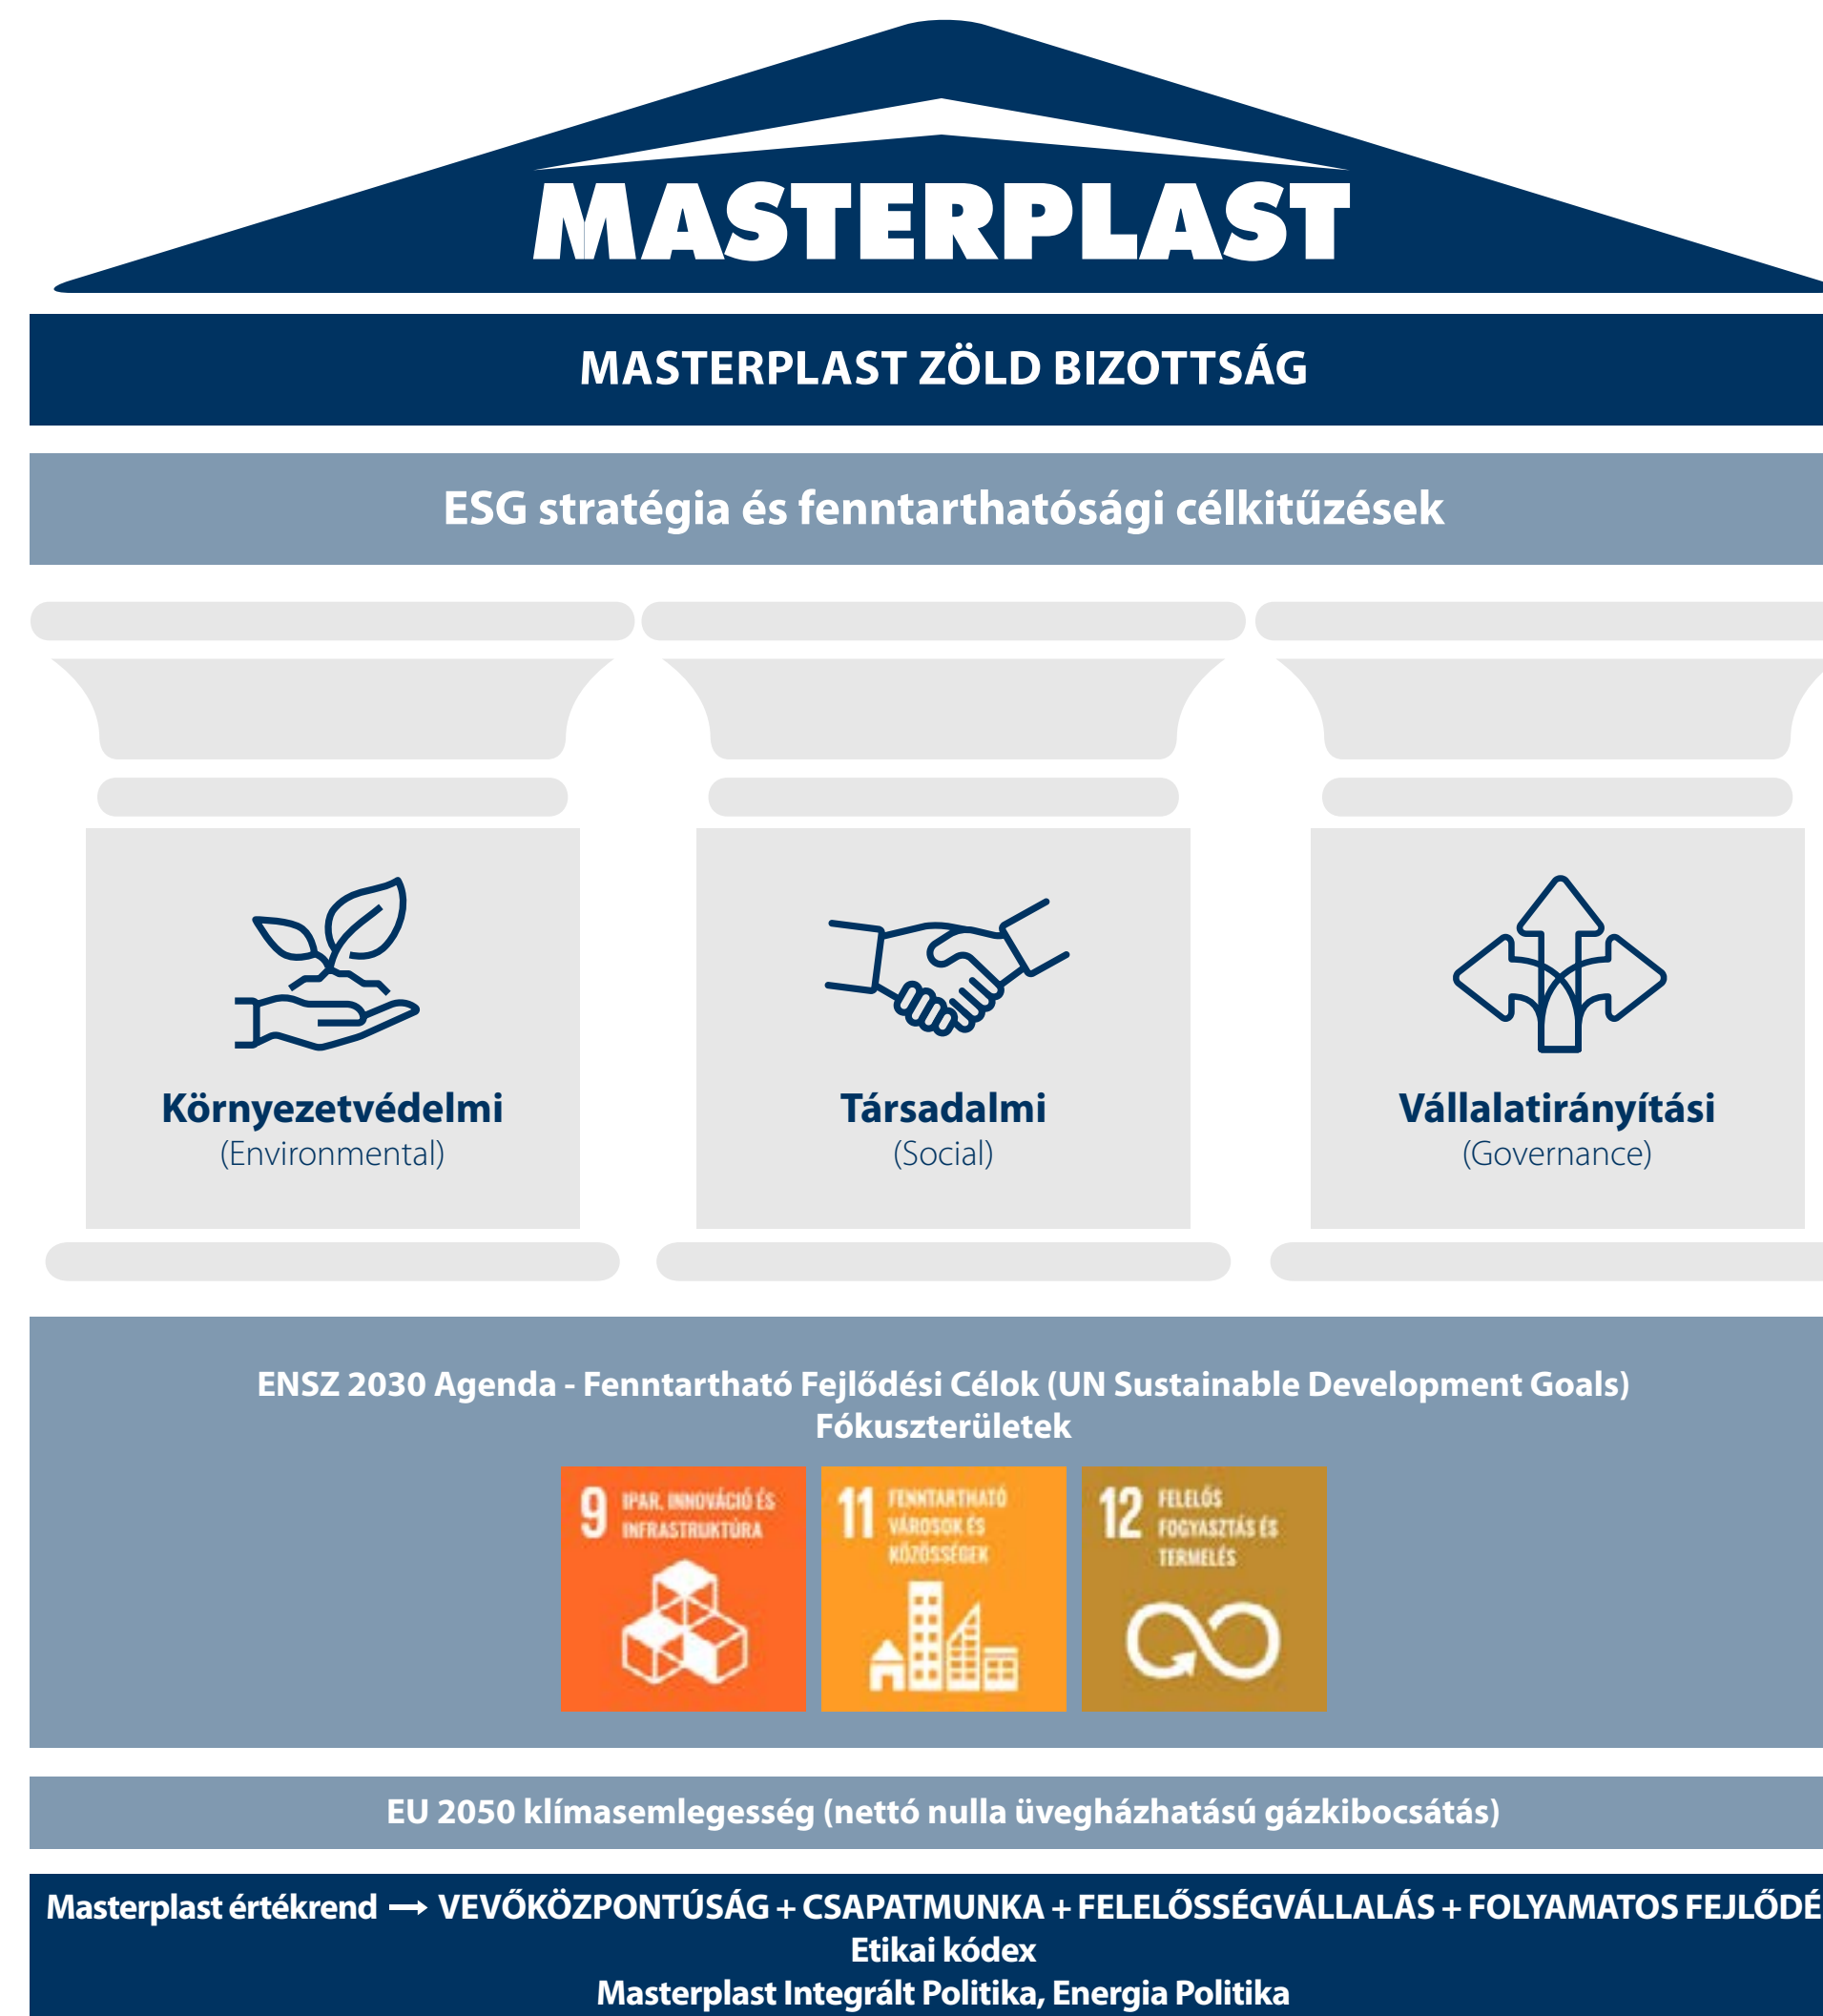 MASTERPLAST
MASTERPLAST ZÖLD BIZOTTSÁG
ESG stratégia és fenntarthatósági célkitűzések
Környezetvédelmi
(Environmental)
Társadalmi
(Social)
Vállalatirányítási
(Governance)
ENSZ 2030 Agenda - Fenntartható Fejlődési Célok (UN Sustainable Development Goals)
Fókuszterületek
9 IPAR, INNOVÁCIÓ ÉS
INFRASTRUKTÚRA
11 FENNTARTHATÓ
VÁROSOK ÉS
KÖZÖSSÉGEK
12 FELELŐS
FOGYASZTÁS ÉS
TERMELÉS
EU 2050 klímasemlegesség (nettó nulla üvegházhatású gázkibocsátás)
Masterplast értékrend → VEVŐKÖZPONTÚSÁG + CSAPATMUNKA + FELELŐSSÉGVÁLLALÁS + FOLYAMATOS FEJLŐDÉ
Etikai kódex
Masterplast Integrált Politika, Energia Politika